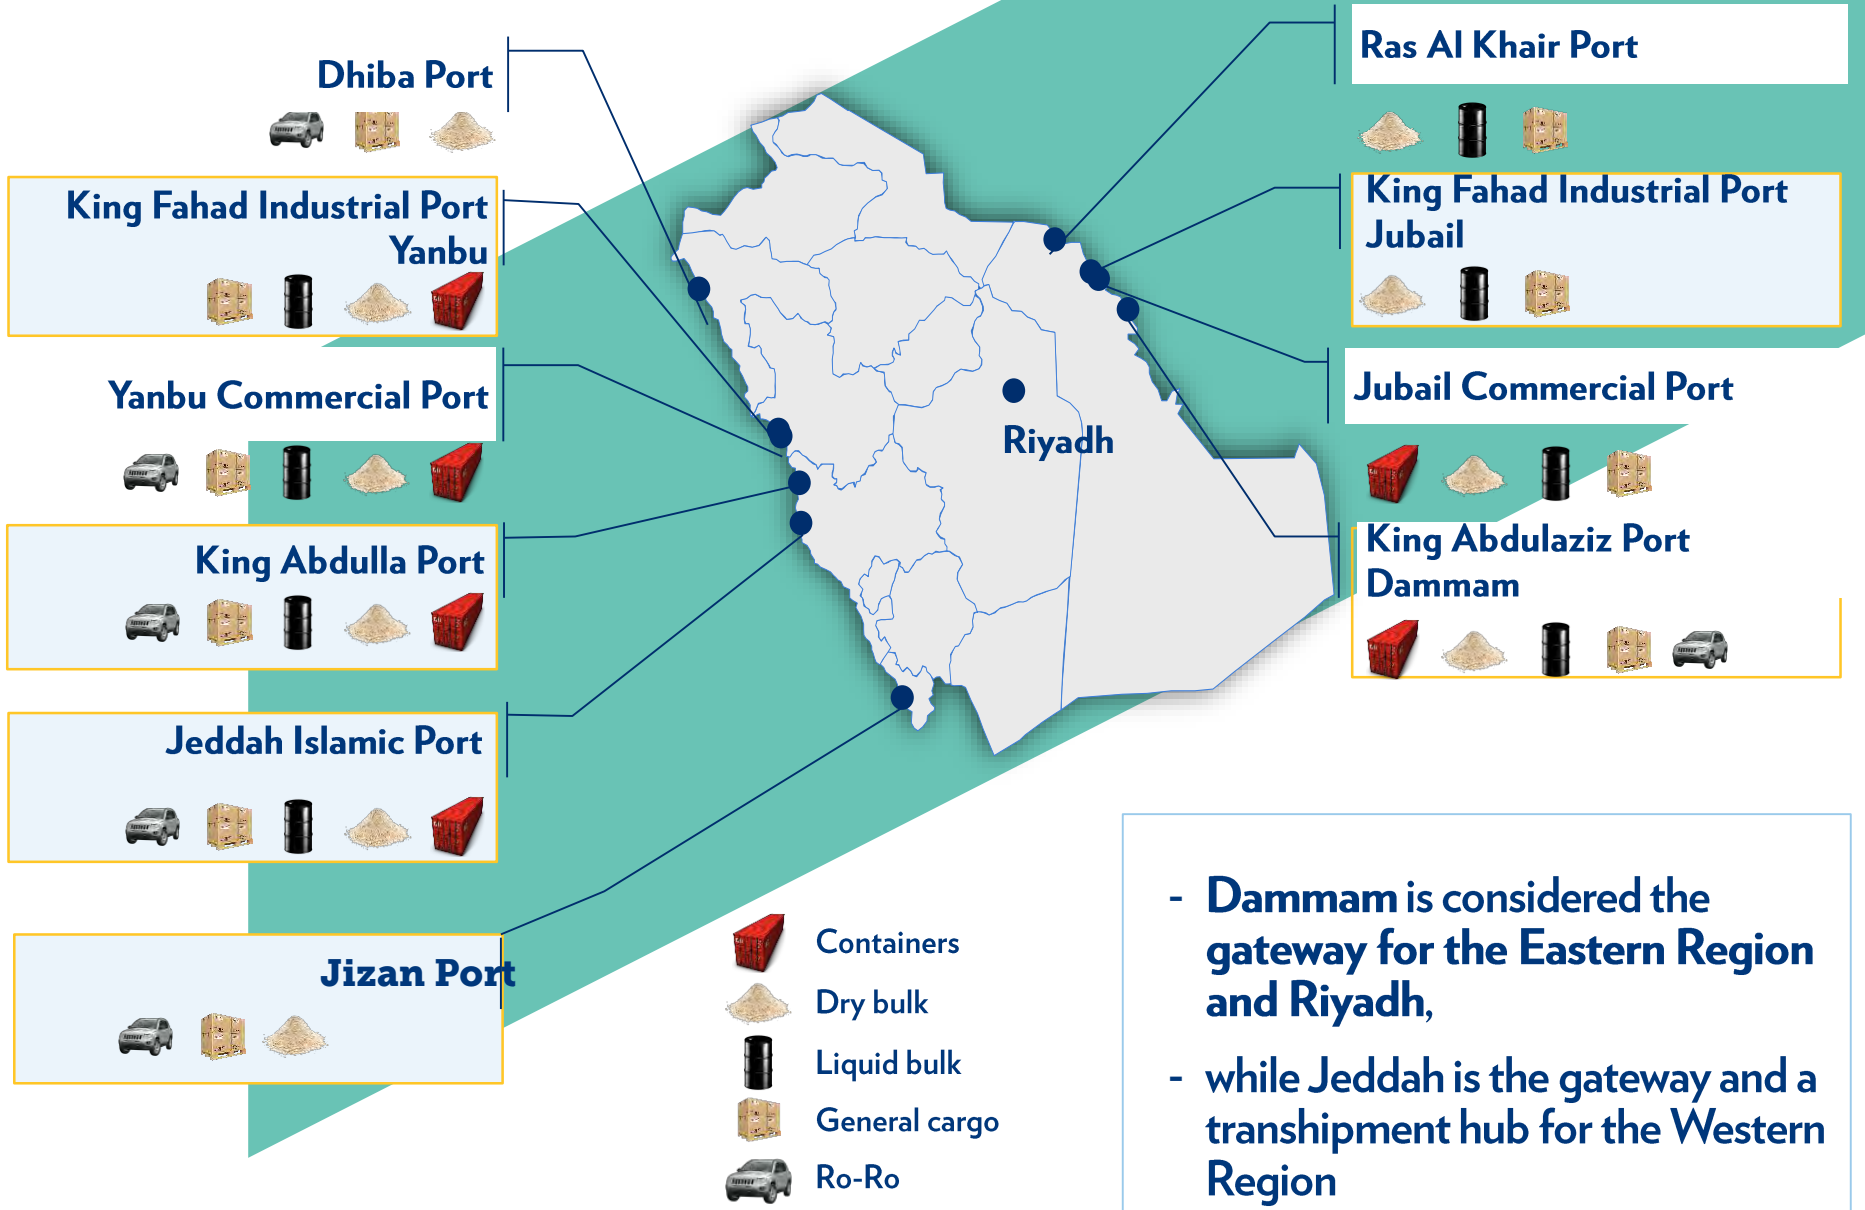 Dhiba Port
King Fahad Industrial Port
Yanbu
Yanbu Commercial Port
King Abdulla Port
Jeddah Islamic Port
Jizan Port
Riyadh
Ras Al Khair Port
King Fahad Industrial Port
Jubail
Jubail Commercial Port
King Abdulaziz Port
Dammam
Containers
Dry bulk
Liquid bulk
General cargo
Ro-Ro
- Dammam is considered the
gateway for the Eastern Region
and Riyadh,
- while Jeddah is the gateway and a
transhipment hub for the Western
Region